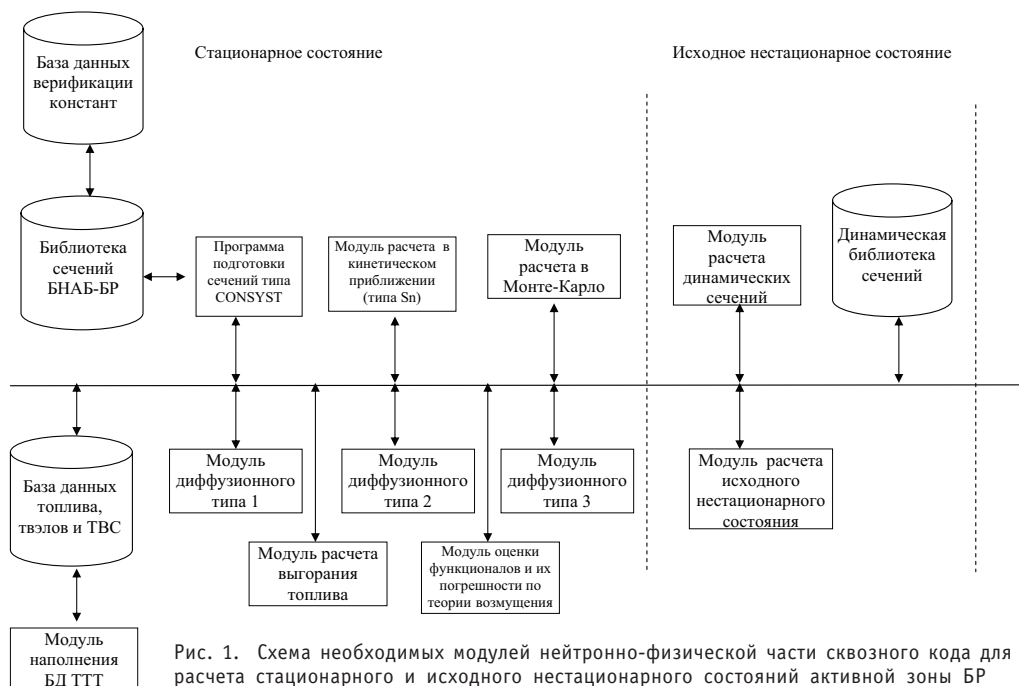 База данных
верификации
констант
Стационарное состояние
Исходное нестационарное состояние
Библиотека
сечений
БНАБ-БР
Программа
подготовки
сечений типа
CONSYST
Модуль расчета в
кинетическом
приближении
(типа Sn)
Модуль
расчета в
Монте-Карло
Модуль
расчета
динамических
сечений
Динамическая
библиотека
сечений
База данных
топлива,
твэлов и ТВС
Модуль
диффузионного
типа 1
Модуль
диффузионного
типа 2
Модуль
диффузионного
типа 3
Модуль расчета
исходного
нестационарного
состояния
Модуль расчета
выгорания
топлива
Модуль оценки
функционалов и их
погрешности по
теории возмущения
Модуль
наполнения
БД ТТТ
Рис. 1. Схема необходимых модулей нейтронно-физической части сквозного кода для
расчета стационарного и исходного нестационарного состояний активной зоны БР